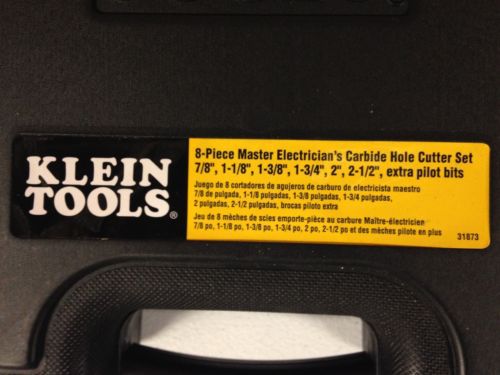 KLEIN
TOOLS®
8-Piece Master Electrician's Carbide Hole Cutter Set
7/8", 1-1/8", 1-3/8", 1-3/4", 2", 2-1/2", extra pilot bits
Juego de 8 cortadores de agujeros de carburo de electricista maestro
7/8 de pulgada, 1-1/8 pulgadas, 1-3/8 pulgadas, 1-3/4 pulgadas,
2 pulgadas, 2-1/2 pulgadas, brocas piloto extra
Jeu de 8 mèches de scies emporte-pièce au carbure Maître-électricien
7/8 po, 1-1/8 po, 1-3/8 po, 1-3/4 po, 2 po, 2-1/2 po et des mèches pilote en plus
31873